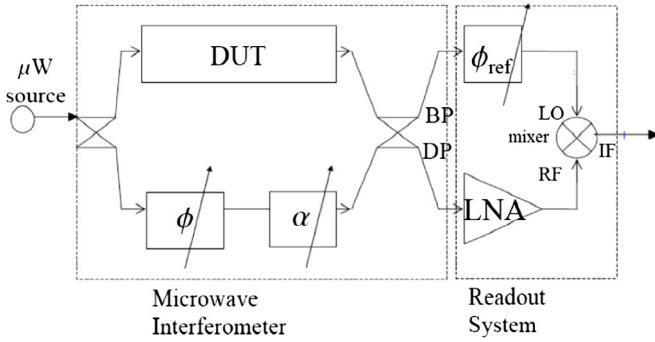 μW
source
DUT
ϕ
α
BP
DP
ϕref
LO
mixer
IF
RF
LNA
Microwave
Interferometer
Readout
System